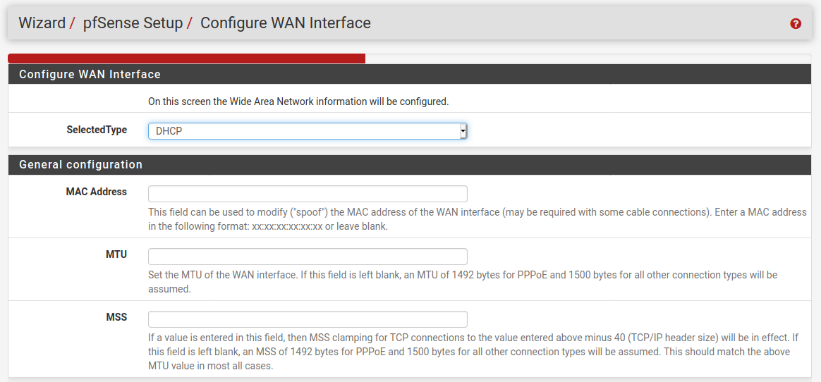 Wizard / pfSense Setup / Configure WAN Interface
Configure WAN Interface
On this screen the Wide Area Network information will be configured.
SelectedType
DHCP
General configuration
MAC Address
This field can be used to modify ("spoof") the MAC address of the WAN interface (may be required with some cable connections). Enter a MAC address
in the following format: xx:xx:xx:xx:xx:xx or leave blank.
MTU
Set the MTU of the WAN interface. If this field is left blank, an MTU of 1492 bytes for PPPoE and 1500 bytes for all other connection types will be
assumed.
MSS
If a value is entered in this field, then MSS clamping for TCP connections to the value entered above minus 40 (TCP/IP header size) will be in effect. If
this field is left blank, an MSS of 1492 bytes for PPPoE and 1500 bytes for all other connection types will be assumed. This should match the above
MTU value in most all cases.